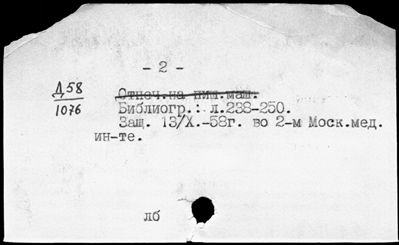 - 2 -
Д58
1076
Отпеч.на пиш.маш.
Библиогр.: л.238-250.
Защ. 13/X.-58г. во 2-м Моск.мед.
ин-те.
лб